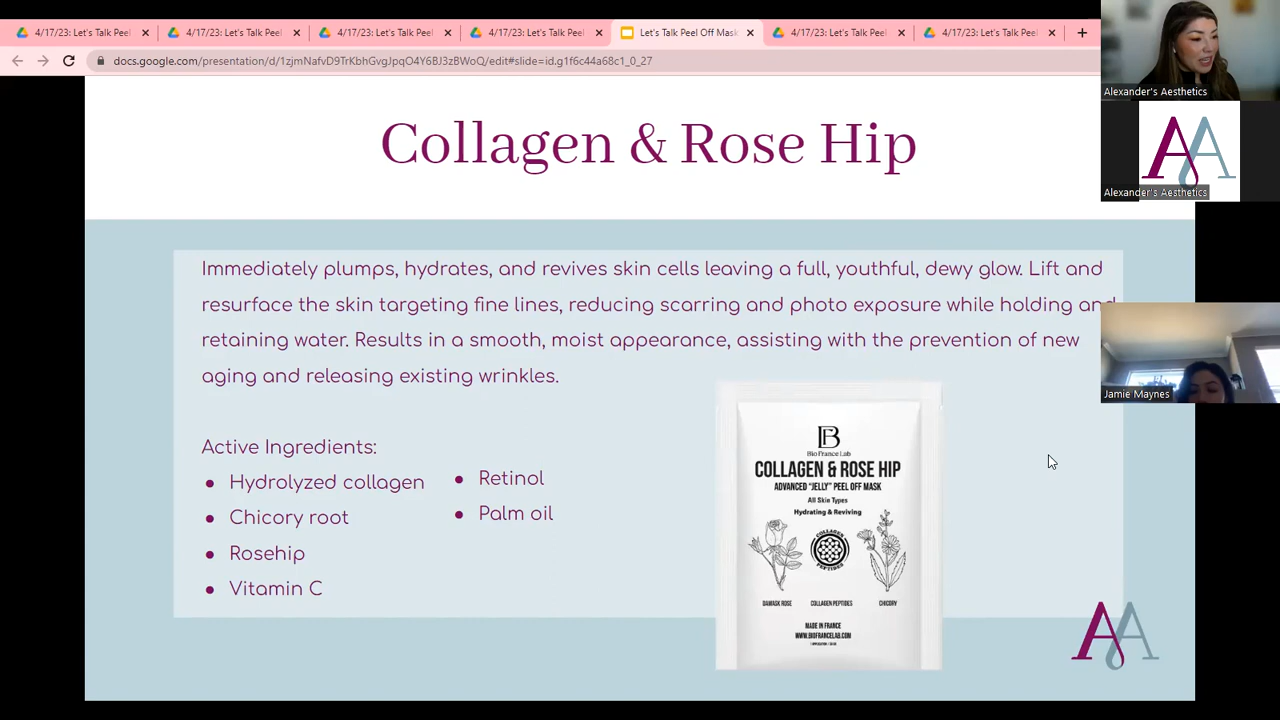 4/17/23: Let's Talk Peel
4/17/23: Let's Talk Peel
4/17/23: Let's Talk Peel
4/17/23: Let's Talk Peel
Let's Talk Peel Off Mask
4/17/23: Let's Talk Peel
4/17/23: Let's Talk Peel
docs.google.com/presentation/d/1zjmNafvD9TrKbhGvgJpqO4Y6BJ3zBWoQ/edit#slide=id.g1f6c44a68c1_0_27
Alexander's Aesthetics
AA
Alexander's Aesthetics
Jamie Maynes
Collagen & Rose Hip
Immediately plumps, hydrates, and revives skin cells leaving a full, youthful, dewy glow. Lift and
resurface the skin targeting fine lines, reducing scarring and photo exposure while holding and
retaining water. Results in a smooth, moist appearance, assisting with the prevention of new
aging and releasing existing wrinkles.
Active Ingredients:
● Hydrolyzed collagen
● Chicory root
● Rosehip
● Vitamin C
● Retinol
● Palm oil
Bio France Lab
COLLAGEN & ROSE HIP
ADVANCED "JELLY" PEEL OFF MASK
All Skin Types
Hydrating & Reviving
COLLAGEN
PEPTIDES
DAMASK ROSE
COLLAGEN PEPTIDES
CHICORY
MADE IN FRANCE
WWW.BIOFRANCELAB.COM
AA